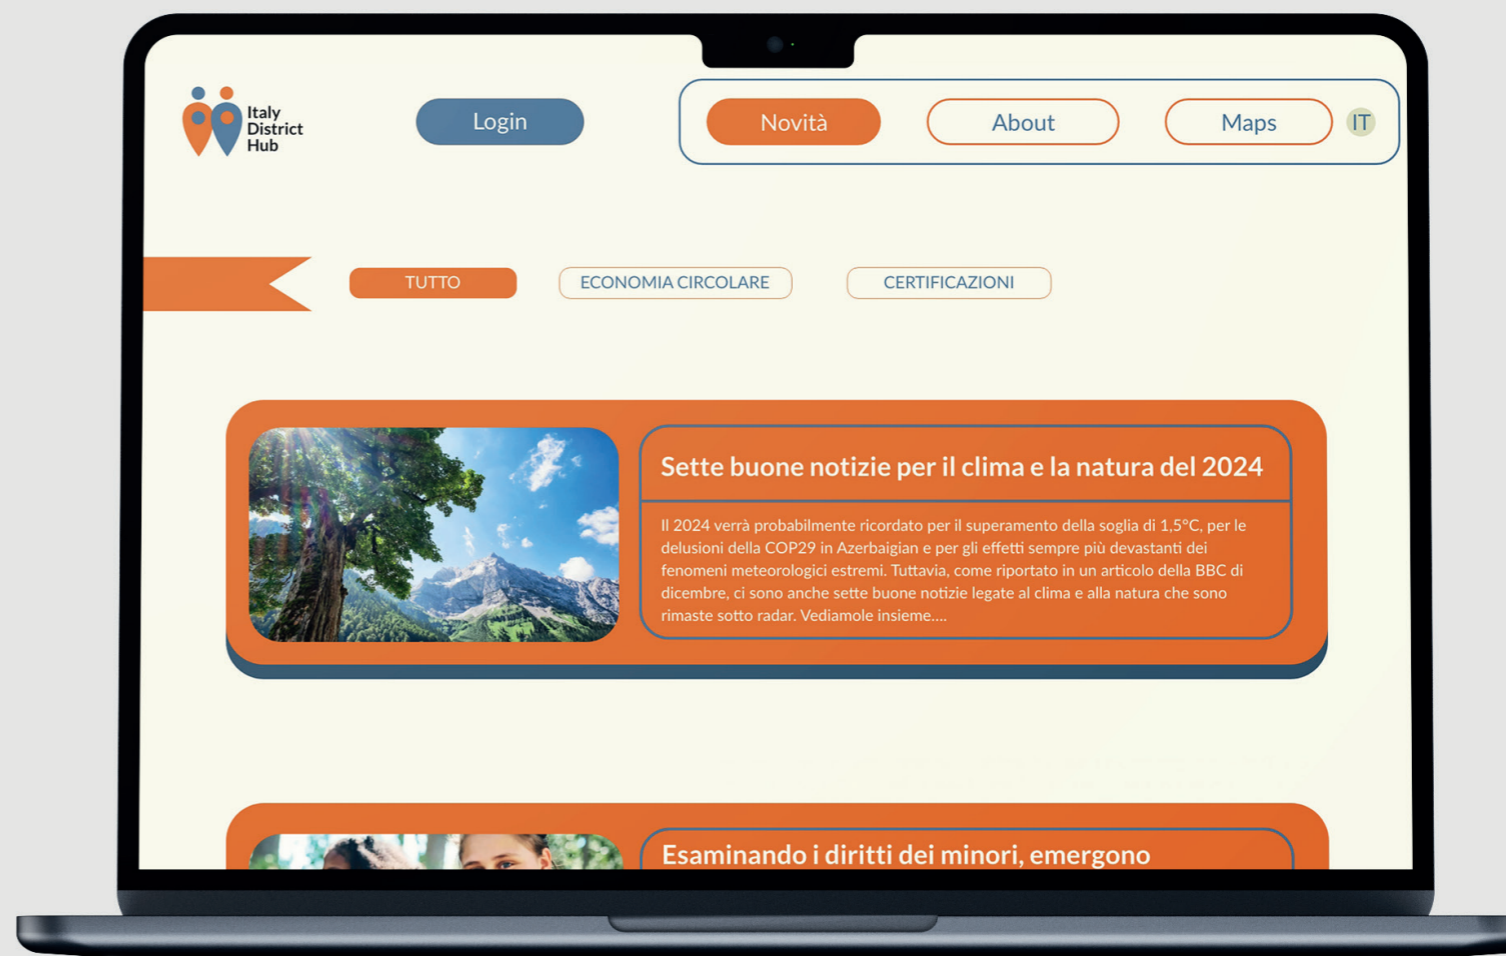 Italy
District
Hub
Login
Novità
About
Maps
IT
TUTTO
ECONOMIA CIRCOLARE
CERTIFICAZIONI
Sette buone notizie per il clima e la natura del 2024
Il 2024 verrà probabilmente ricordato per il superamento della soglia di 1,5°C, per le
delusioni della COP29 in Azerbaigian e per gli effetti sempre più devastanti dei
fenomeni meteorologici estremi. Tuttavia, come riportato in un articolo della BBC di
dicembre, ci sono anche sette buone notizie legate al clima e alla natura che sono
rimaste sotto radar. Vediamole insieme....
Esaminando i diritti dei minori, emergono